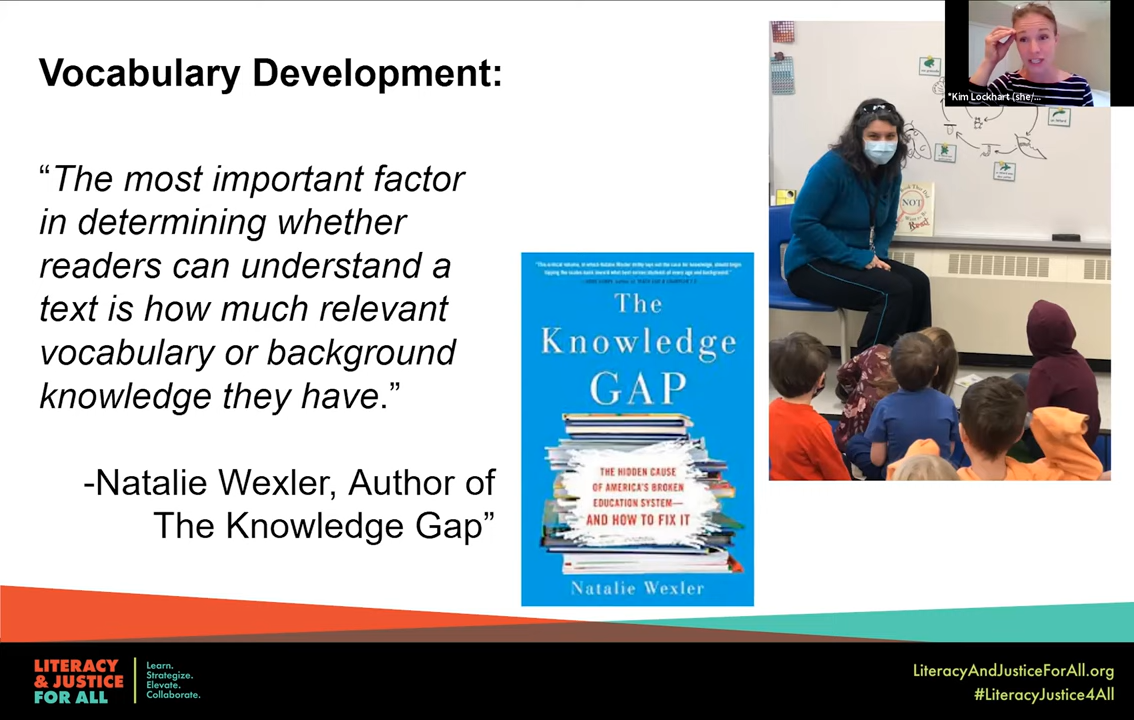 Vocabulary Development:
“The most important factor
in determining whether
readers can understand a
text is how much relevant
vocabulary or background
knowledge they have.”
-Natalie Wexler, Author of
The Knowledge Gap”
The
Knowledge
GAP
THE HIDDEN CAUSE
OF AMERICA'S BROKEN
EDUCATION SYSTEM—
AND HOW TO FIX IT
Natalie Wexler
NOT
"Kim Lockhart (she/...
LITERACY
& JUSTICE
FOR ALL
Learn.
Strategize.
Elevate.
Collaborate.
LiteracyAndJusticeForAll.org
#LiteracyJustice4All